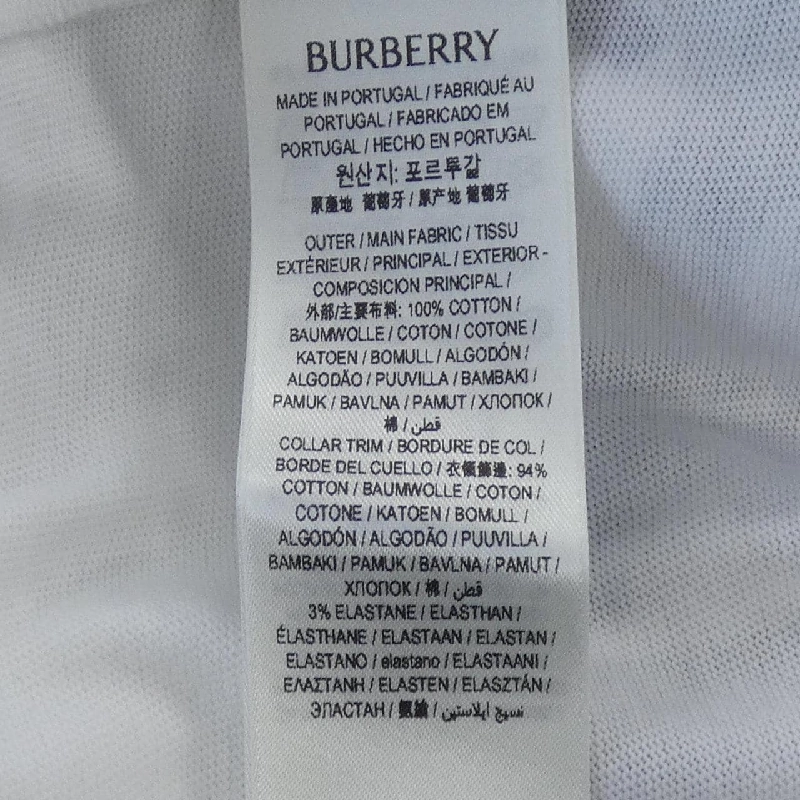 BURBERRY
MADE IN PORTUGAL / FABRIQUÉ AU
PORTUGAL / FABRICADO EM
PORTUGAL / HECHO EN PORTUGAL
원산지: 포르투갈
原產地 葡萄牙 / 原产地 葡萄牙
OUTER / MAIN FABRIC / TISSU
EXTÉRIEUR / PRINCIPAL / EXTERIOR -
COMPOSICIÓN PRINCIPAL /
外部/主要布料: 100% COTTON /
BAUMWOLLE / COTON / COTONE /
KATOEN / BOMULL / ALGODÓN /
ALGODÃO / PUUVILLA / BAMBAKI /
PAMUK / BAVLNA / PAMUT / ХЛОПОК /
棉 / قطن
COLLAR TRIM / BORDURE DE COL /
BORDE DEL CUELLO / 衣領飾邊: 94%
COTTON / BAUMWOLLE / COTON /
COTONE / KATOEN / BOMULL /
ALGODÓN / ALGODÃO / PUUVILLA /
BAMBAKI / PAMUK / BAVLNA / PAMUT /
ХЛОПОК / 棉 / قطن
3% ELASTANE / ELASTHAN /
ÉLASTHANE / ELASTAAN / ELASTAN /
ELASTANO / elastano / ELASTAANI /
ΕΛΑΣΤΑΝΗ / ELASTEN / ELASZTÁN /
ЭЛАСТАН / 氨綸 / نسيج ايلاستين